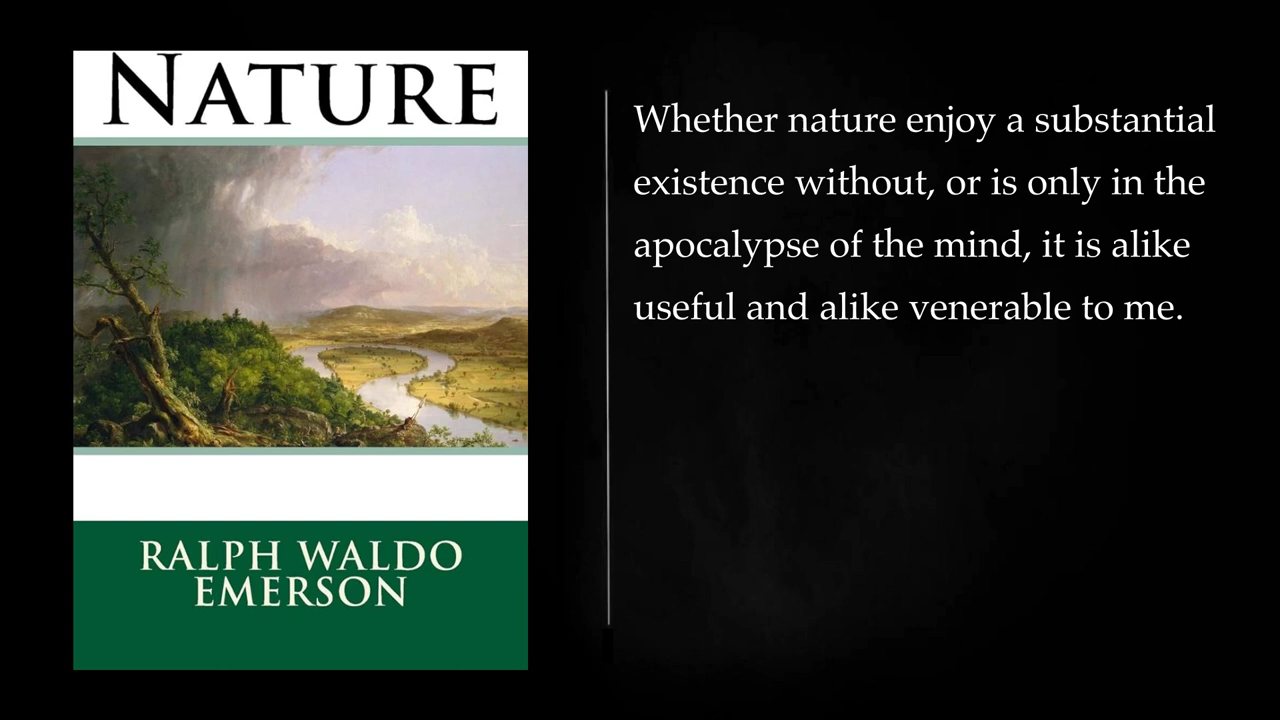 NATURE
RALPH WALDO
EMERSON
Whether nature enjoy a substantial
existence without, or is only in the
apocalypse of the mind, it is alike
useful and alike venerable to me.